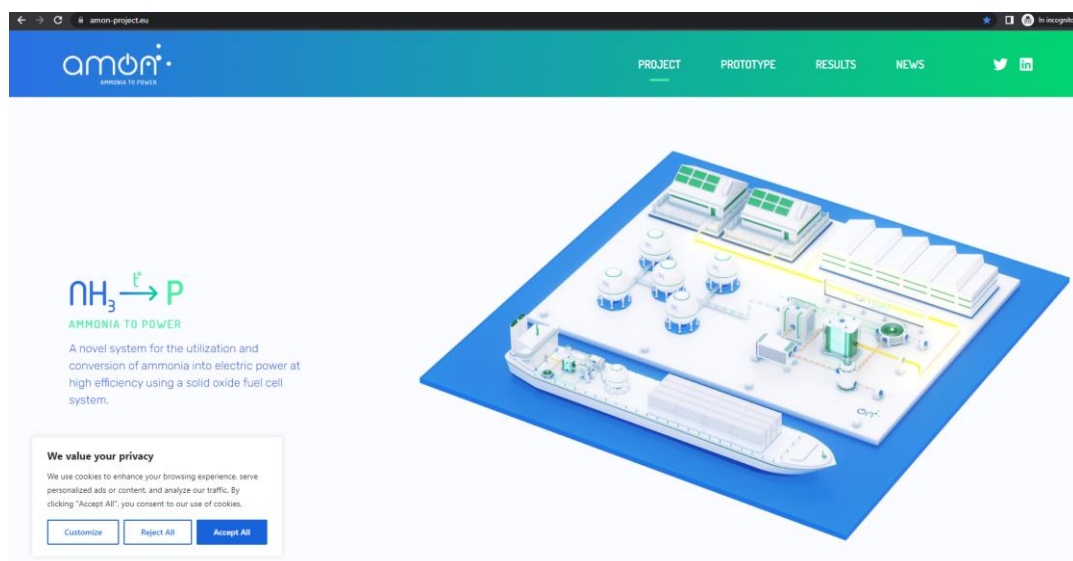 amon-project.eu
In incognito
amon
AMMONIA TO POWER
PROJECT PROTOTYPE RESULTS NEWS
in
NH3 t° → P
AMMONIA TO POWER
A novel system for the utilization and
conversion of ammonia into electric power at
high efficiency using a solid oxide fuel cell
system.
We value your privacy
We use cookies to enhance your browsing experience, serve
personalized ads or content, and analyze our traffic. By
clicking "Accept All", you consent to our use of cookies.
Customize Reject All Accept All